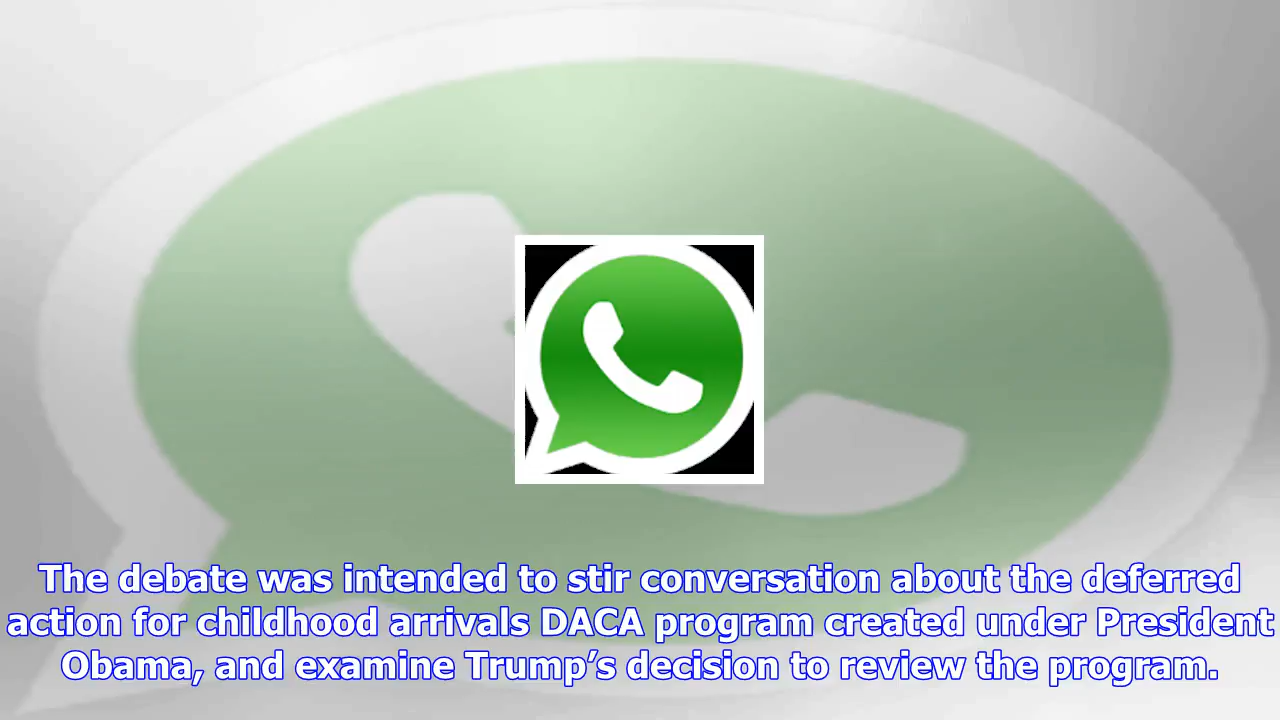 The debate was intended to stir conversation about the deferred
action for childhood arrivals DACA program created under President
Obama, and examine Trump’s decision to review the program.